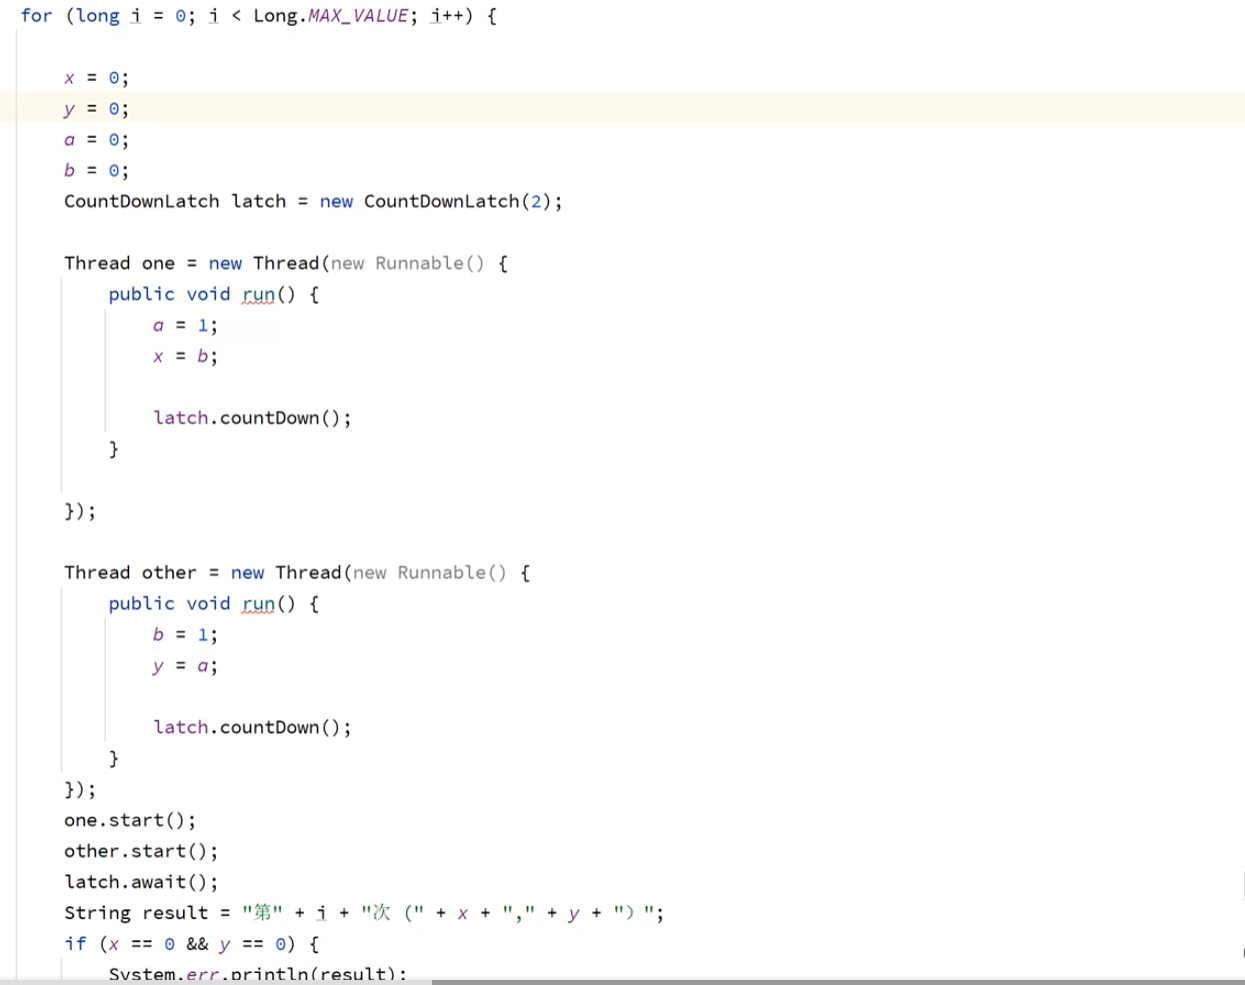 for (long i = 0; i < Long.MAX_VALUE; i++) {
x = 0;
y = 0;
a = 0;
b = 0;
CountDownLatch latch = new CountDownLatch(2);
Thread one = new Thread(new Runnable() {
public void run() {
a = 1;
x = b;
latch.countDown();
}
});
Thread other = new Thread(new Runnable() {
public void run() {
b = 1;
y = a;
latch.countDown();
}
});
one.start();
other.start();
latch.await();
String result = "第" + i + "次 (" + x + "," + y + "）";
if (x == 0 && y == 0) {
System.err.println(result);